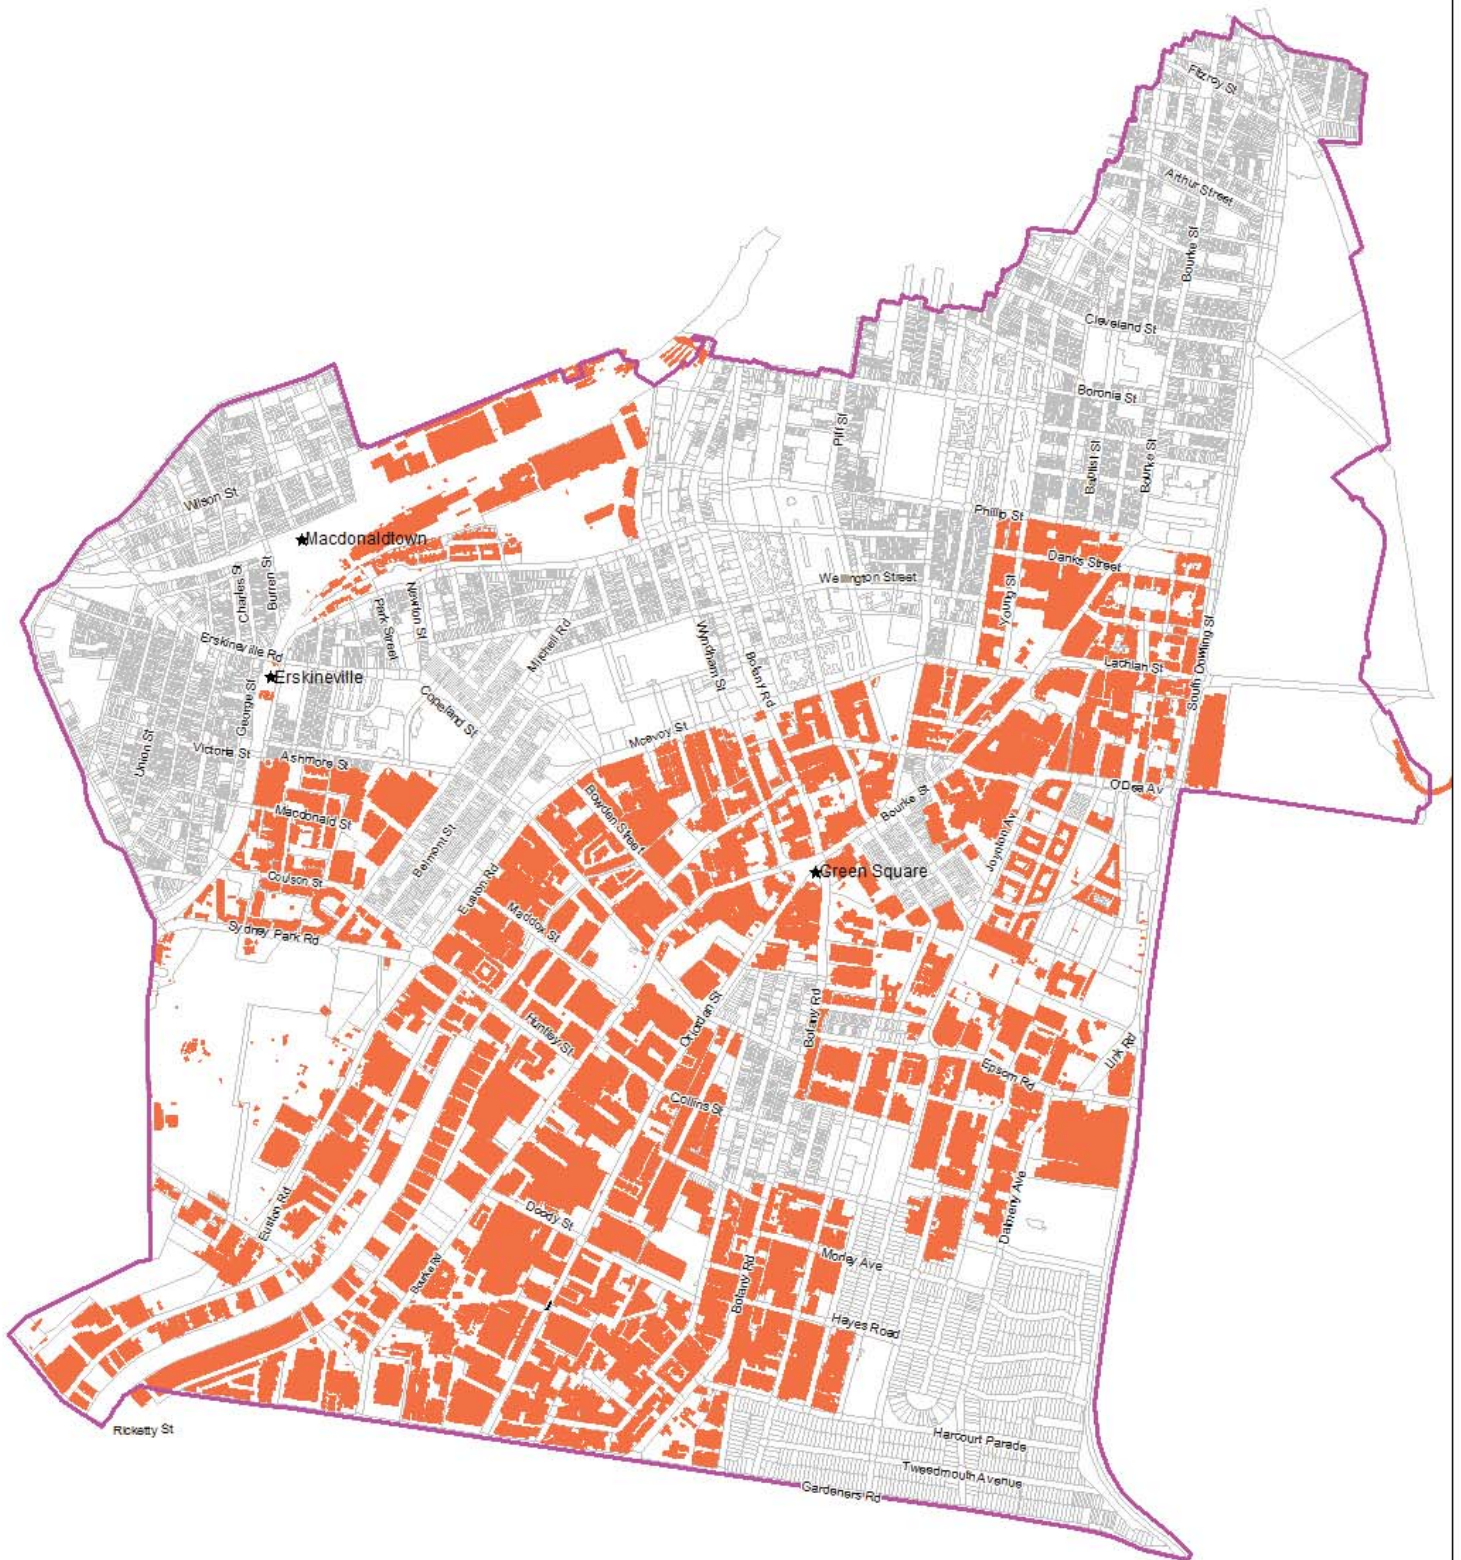 Fitzroy St
Arthur Street
Bourke St
Cleveland St
Boronia St
Pitt St
Baptist St
Bourke St
Wilson St
Phillip St
Macdonaldtown
Danks Street
Charles St
Burren St
Newton St
Park Street
Wellington Street
Young St
Erskineville Rd
Mitchell Rd
Wyndham St
Botany Rd
South Dowling St
Lachlan St
Erskineville
George St
Copeland St
Union St
Victoria St
Ashmore St
Mcevoy St
O'Dea Av
Bowden Street
Bourke St
Macdonald St
Joynton Av
Belmont St
Green Square
Coulson St
Euston Rd
Maddox St
Sydney Park Rd
Huntley St
Oriordan St
Botany Rd
Link Rd
Epsom Rd
Collins St
Euston Rd
Doody St
Dalmeny Ave
Morley Ave
Bourke Rd
Botany Rd
Hayes Road
Ricketty St
Harcourt Parade
Tweedmouth Avenue
Gardeners Rd